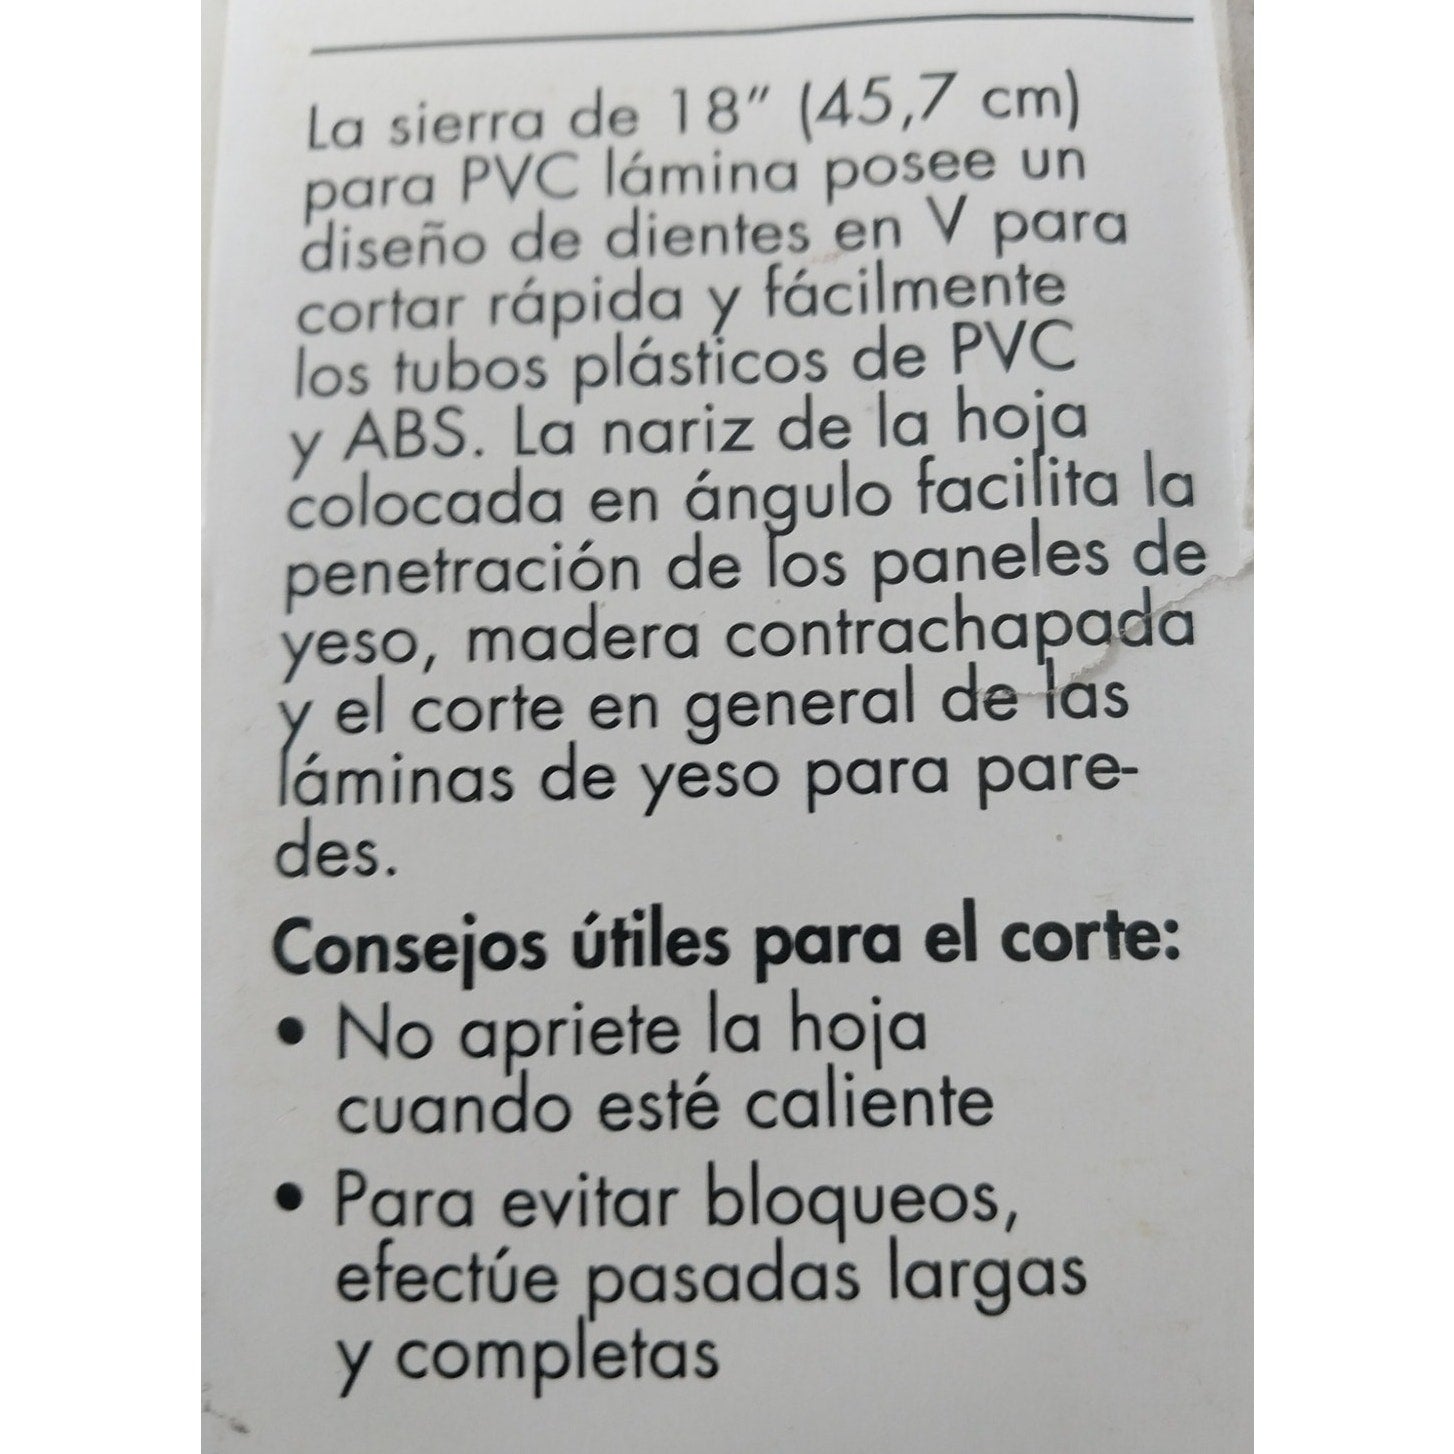 La sierra de 18" (45,7 cm)
para PVC lámina posee un
diseño de dientes en V para
cortar rápida y fácilmente
los tubos plásticos de PVC
y ABS. La nariz de la hoja
colocada en ángulo facilita la
penetración de los paneles de
yeso, madera contrachapada
y el corte en general de las
láminas de yeso para pare-
des.
Consejos útiles para el corte:
• No apriete la hoja
cuando esté caliente
• Para evitar bloqueos,
efectúe pasadas largas
y completas